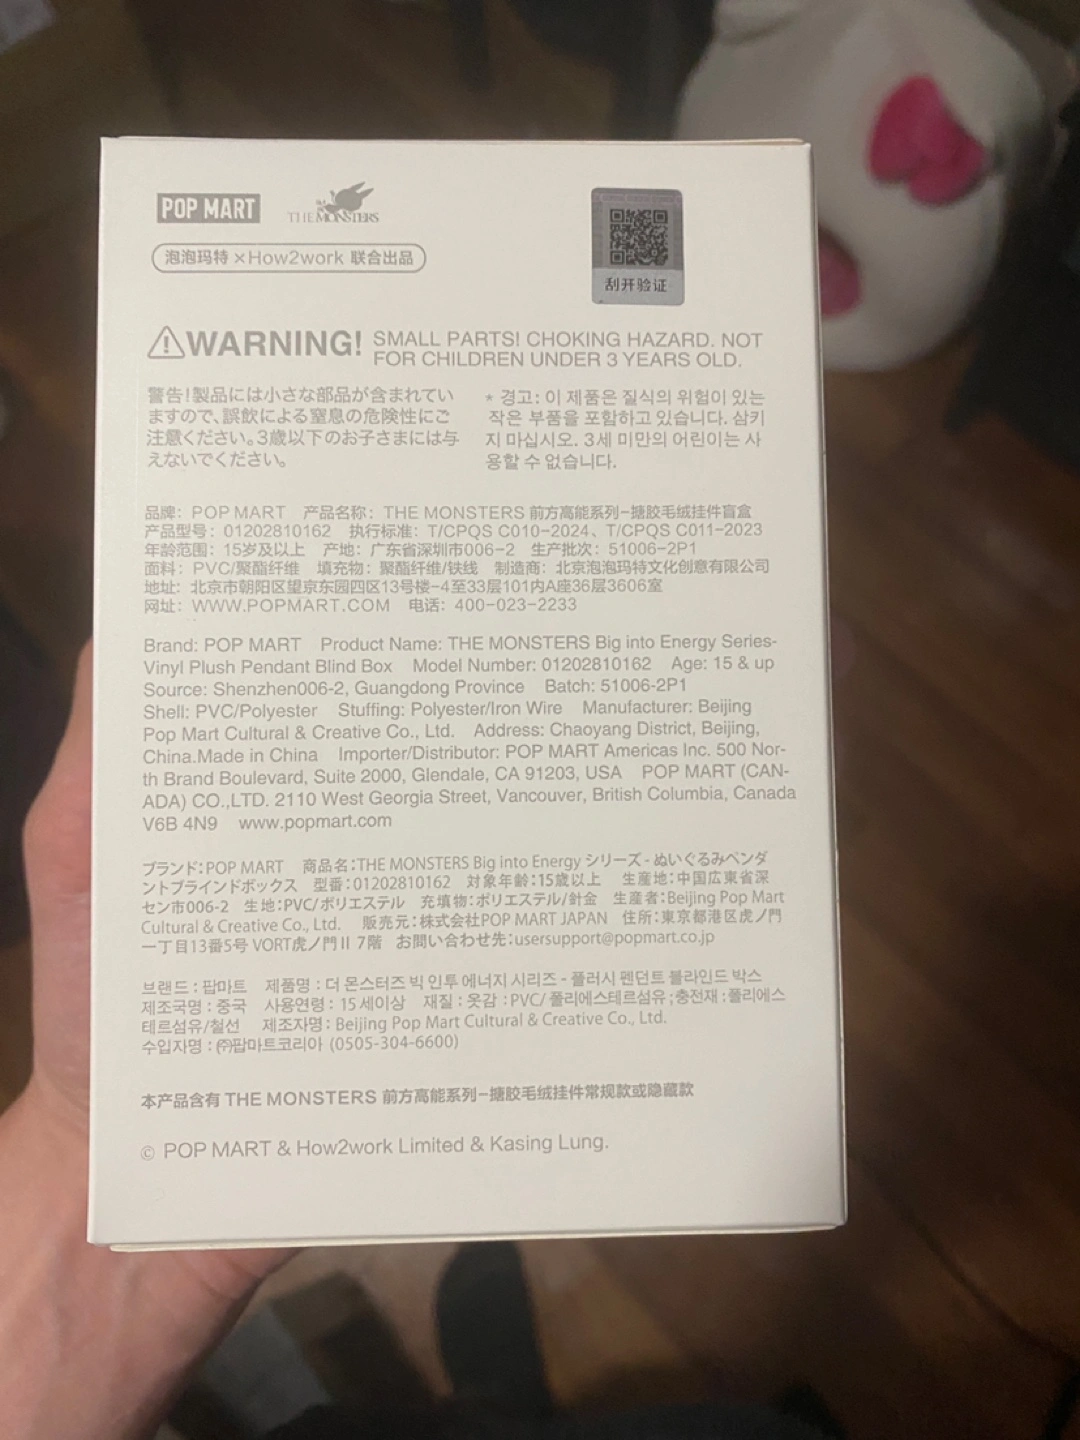 POP MART
THE MONSTERS
泡泡玛特×How2work 联合出品
刮开验证
WARNING! SMALL PARTS! CHOKING HAZARD. NOT
FOR CHILDREN UNDER 3 YEARS OLD.
警告!製品には小さな部品が含まれてい
ますので、誤飲による窒息の危険性にご
注意ください。3歳以下のお子さまには与
えないでください。
* 경고: 이 제품은 질식의 위험이 있는
작은 부품을 포함하고 있습니다. 삼키
지 마십시오. 3세 미만의 어린이는 사
용할 수 없습니다.
品牌: POP MART 产品名称: THE MONSTERS 前方高能系列-搪胶毛绒挂件盲盒
产品型号: 01202810162 执行标准: T/CPQS C010-2024、T/CPQS C011-2023
年龄范围: 15岁及以上 产地: 广东省深圳市006-2 生产批次: 51006-2P1
面料: PVC/聚酯纤维 填充物: 聚酯纤维/铁线 制造商: 北京泡泡玛特文化创意有限公司
地址: 北京市朝阳区望京东园四区13号楼-4至33层101内A座36层3606室
网址: WWW.POPMART.COM 电话: 400-023-2233
Brand: POP MART Product Name: THE MONSTERS Big into Energy Series-
Vinyl Plush Pendant Blind Box Model Number: 01202810162 Age: 15 & up
Source: Shenzhen006-2, Guangdong Province Batch: 51006-2P1
Shell: PVC/Polyester Stuffing: Polyester/Iron Wire Manufacturer: Beijing
Pop Mart Cultural & Creative Co., Ltd. Address: Chaoyang District, Beijing,
China.Made in China Importer/Distributor: POP MART Americas Inc. 500 Nor-
th Brand Boulevard, Suite 2000, Glendale, CA 91203, USA POP MART (CAN-
ADA) CO.,LTD. 2110 West Georgia Street, Vancouver, British Columbia, Canada
V6B 4N9 www.popmart.com
ブランド:POP MART 商品名:THE MONSTERS Big into Energy シリーズ - ぬいぐるみペンダ
ントブラインドボックス 型番:01202810162 対象年齢:15歳以上 生産地:中国広東省深
セン市006-2 生地:PVC/ポリエステル 充填物:ポリエステル/針金 生産者:Beijing Pop Mart
Cultural & Creative Co., Ltd. 販売元:株式会社POP MART JAPAN 住所:東京都港区虎ノ門
一丁目13番5号 VORT虎ノ門II 7階 お問い合わせ先:usersupport@popmart.co.jp
브랜드 : 팝마트 제품명 : 더 몬스터즈 빅 인투 에너지 시리즈 - 플러시 펜던트 블라인드 박스
제조국명 : 중국 사용연령 : 15 세이상 재질 : 옷감 : PVC/ 폴리에스테르섬유 ; 충전재 : 폴리에스
테르섬유/철선 제조자명 : Beijing Pop Mart Cultural & Creative Co., Ltd.
수입자명 : ㈜팝마트코리아 (0505-304-6600)
本产品含有 THE MONSTERS 前方高能系列-搪胶毛绒挂件常规款或隐藏款
© POP MART & How2work Limited & Kasing Lung.